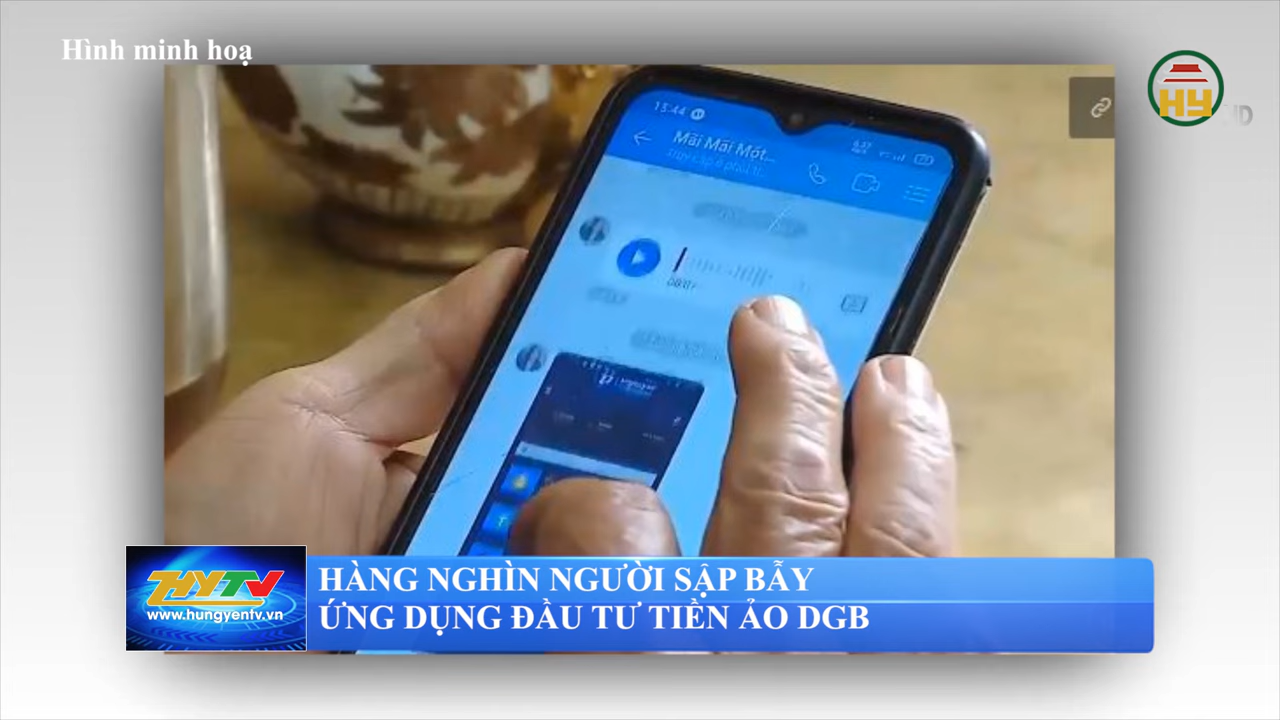 Hình minh hoạ
HY
15:44
Mãi Mãi Một...
HYTV
www.hungyentv.vn
HÀNG NGHÌN NGƯỜI SẬP BẪY
ỨNG DỤNG ĐẦU TƯ TIỀN ẢO DGB